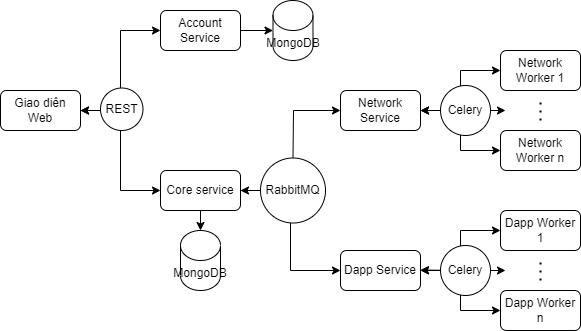 Account
Service
MongoDB
Giao diên
Web
REST
Core service
MongoDB
RabbitMQ
Network
Service
Celery
Network
Worker 1
Network
Worker n
Dapp Service
Celery
Dapp Worker
1
Dapp Worker
n